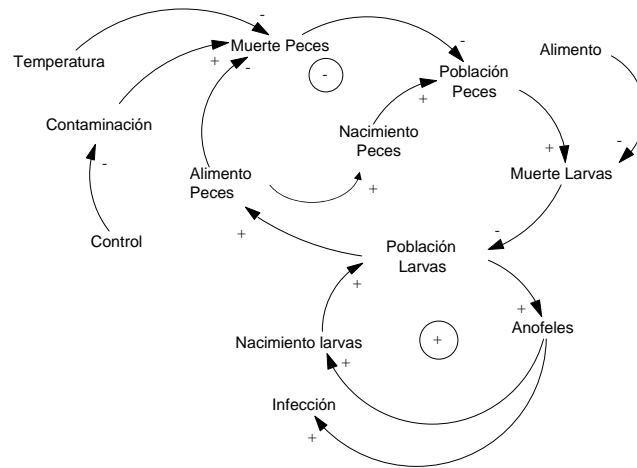 -
-
Temperatura
Muerte Peces
Alimento
+
-
-
Población
Peces
Contaminación
+
-
Nacimiento
Peces
+
-
Alimento
Peces
+
Muerte Larvas
Control
+
-
Población
Larvas
+
+
Anofeles
Nacimiento larvas
+
+
Infección
+